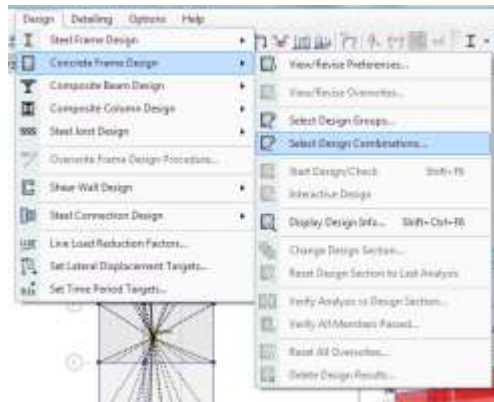 Design Detailing Options Help
Steel Frame Design
Concrete Frame Design
Composite Beam Design
Composite Column Design
Steel Joist Design
Overwrite Frame Design Procedure...
Shear Wall Design
Steel Connection Design
Live Load Reduction Factors...
Set Lateral Displacement Targets...
Set Time Period Targets...
View/Revise Preferences...
View/Revise Overwrites...
Select Design Groups...
Select Design Combinations...
Start Design/Check Shift+F6
Interactive Design
Display Design Info... Shift+Ctrl+F6
Change Design Section...
Reset Design Section to Last Analysis
Verify Analysis vs Design Section...
Verify All Members Passed...
Reset All Overwrites...
Delete Design Results...